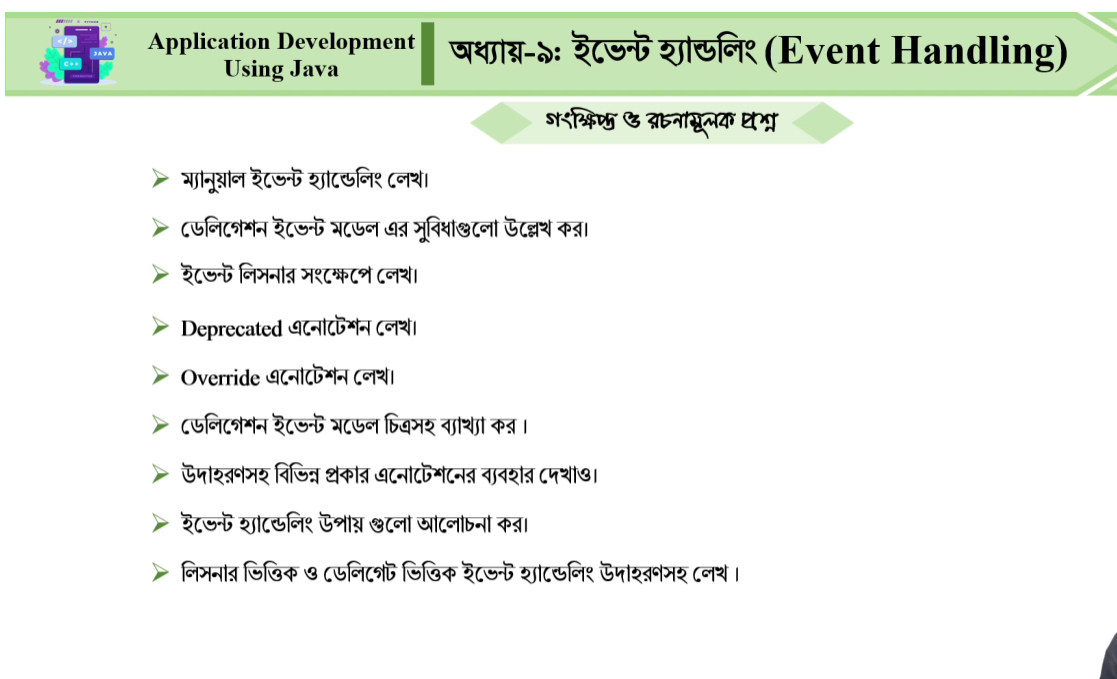 Application Development
Using Java
অধ্যায়-৯: ইভেন্ট হ্যান্ডলিং (Event Handling)
সংক্ষিপ্ত ও রচনামূলক প্রশ্ন
ম্যানুয়াল ইভেন্ট হ্যান্ডেলিং লেখ।
ডেলিগেশন ইভেন্ট মডেল এর সুবিধাগুলো উল্লেখ কর।
ইভেন্ট লিসনার সংক্ষেপে লেখ।
Deprecated এনোটেশন লেখ।
Override এনোটেশন লেখ।
ডেলিগেশন ইভেন্ট মডেল চিত্রসহ ব্যাখ্যা কর ।
উদাহরণসহ বিভিন্ন প্রকার এনোটেশনের ব্যবহার দেখাও।
ইভেন্ট হ্যান্ডেলিং উপায় গুলো আলোচনা কর।
লিসনার ভিত্তিক ও ডেলিগেট ভিত্তিক ইভেন্ট হ্যান্ডেলিং উদাহরণসহ লেখ ।